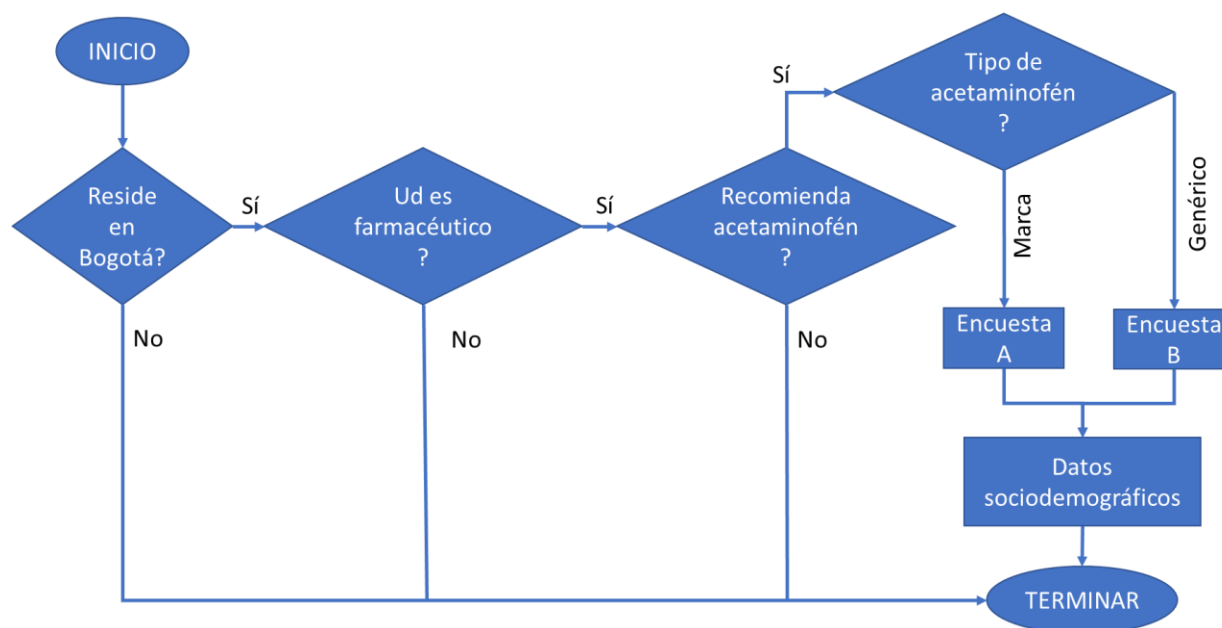 INICIO
Reside
en
Bogotá?
Sí
Ud es
farmacéutico
?
Sí
Recomienda
acetaminofén
?
Sí
Tipo de
acetaminofén
?
Marca
Genérico
No
No
No
Encuesta
A
Encuesta
B
Datos
sociodemográficos
TERMINAR